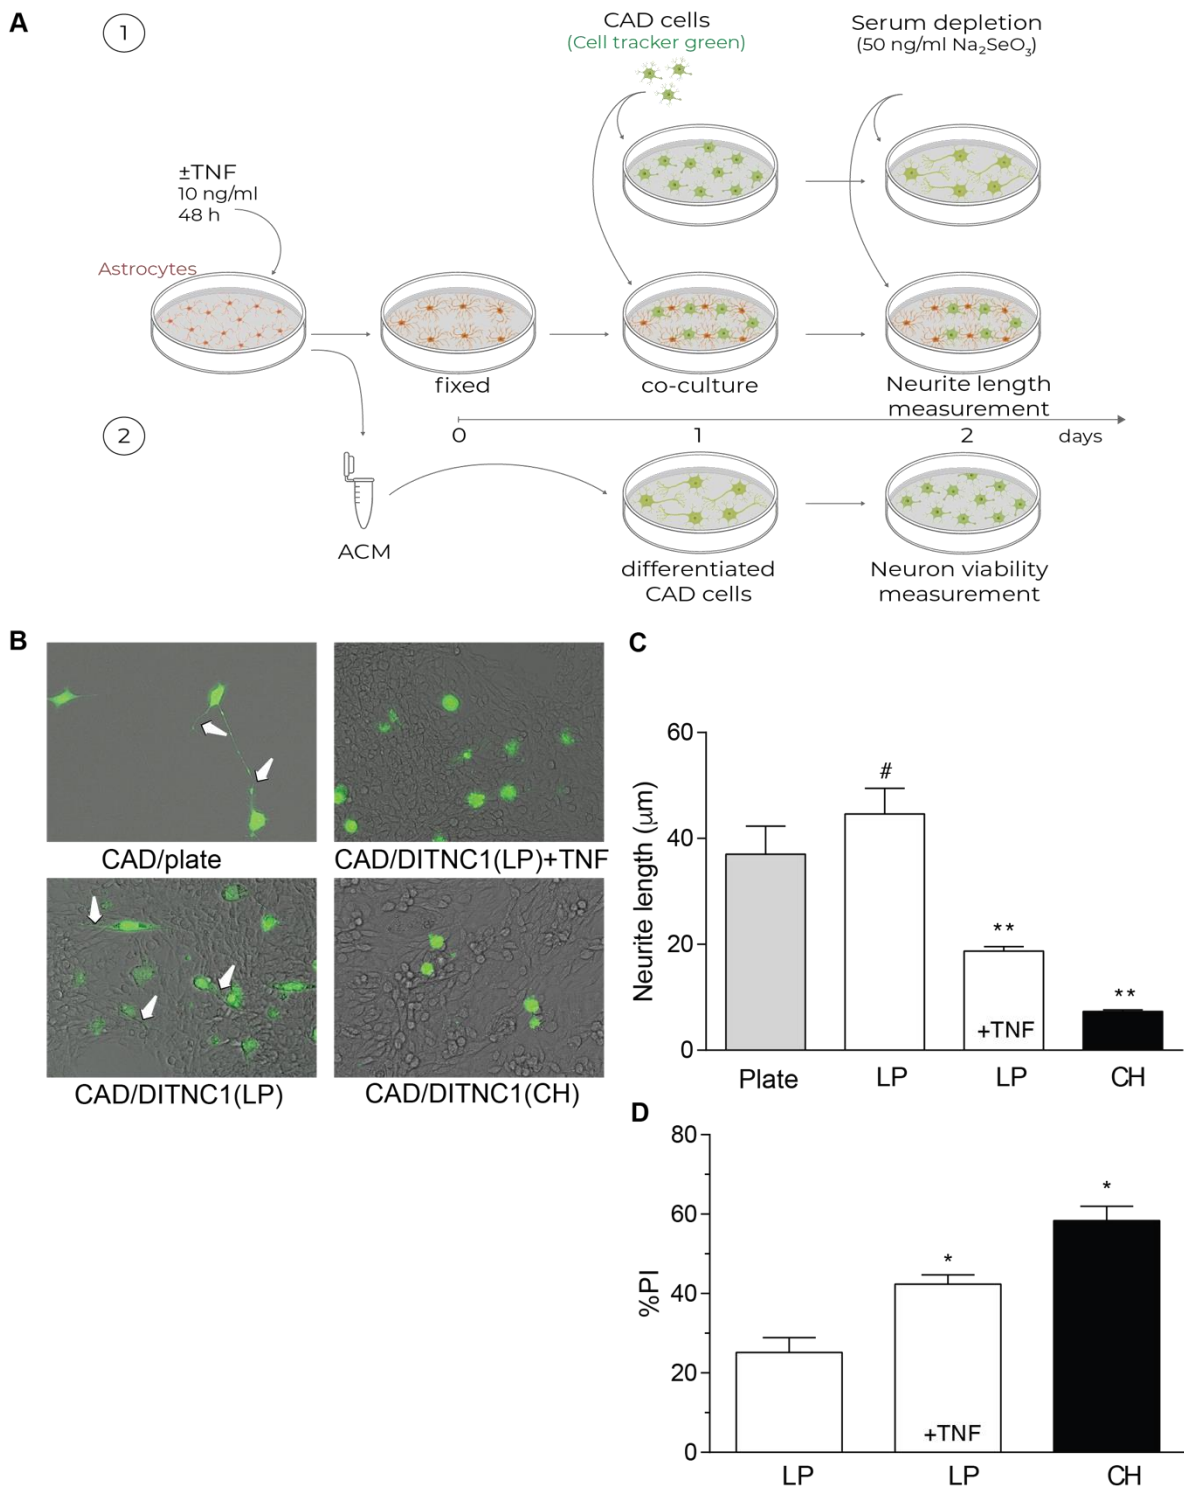 A
1
CAD cells
(Cell tracker green)
Serum depletion
(50 ng/ml Na₂SeO₃)
±TNF
10 ng/ml
48 h
Astrocytes
fixed
co-culture
Neurite length
measurement
2
0
1
2
days
ACM
differentiated
CAD cells
Neuron viability
measurement
B
CAD/plate
CAD/DITNC1(LP)+TNF
CAD/DITNC1(LP)
CAD/DITNC1(CH)
C
Neurite length (μm)
60
40
20
0
#
**
**
+TNF
Plate
LP
LP
CH
D
%PI
80
60
40
20
0
*
*
+TNF
LP
LP
CH